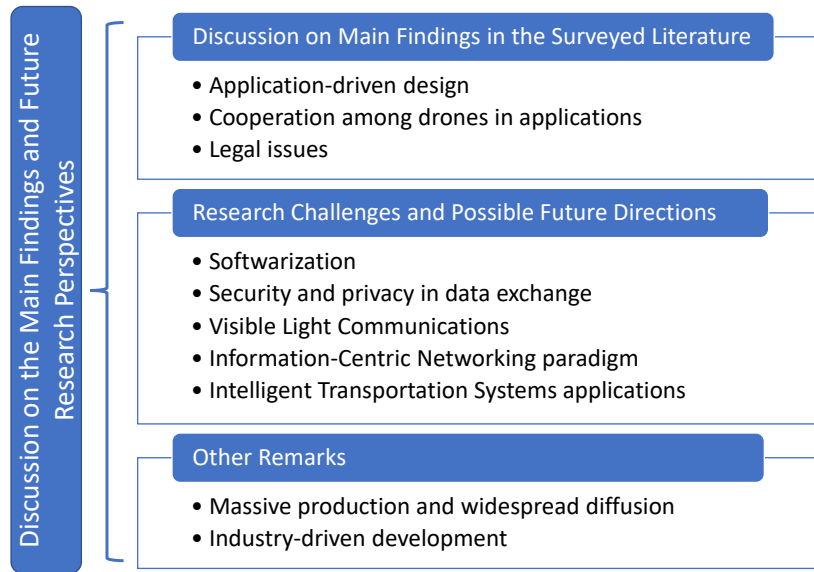 Discussion on the Main Findings and Future
Research Perspectives
Discussion on Main Findings in the Surveyed Literature
• Application-driven design
• Cooperation among drones in applications
• Legal issues
Research Challenges and Possible Future Directions
• Softwarization
• Security and privacy in data exchange
• Visible Light Communications
• Information-Centric Networking paradigm
• Intelligent Transportation Systems applications
Other Remarks
• Massive production and widespread diffusion
• Industry-driven development